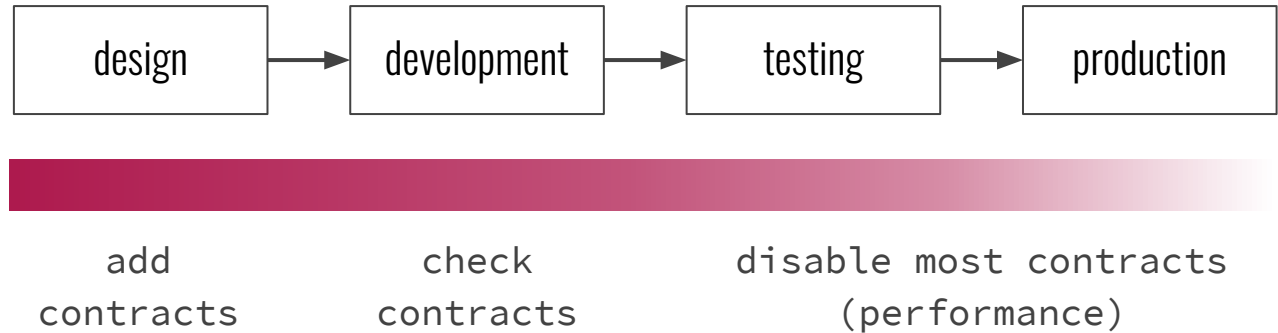 design
development
testing
production
add
contracts
check
contracts
disable most contracts
(performance)